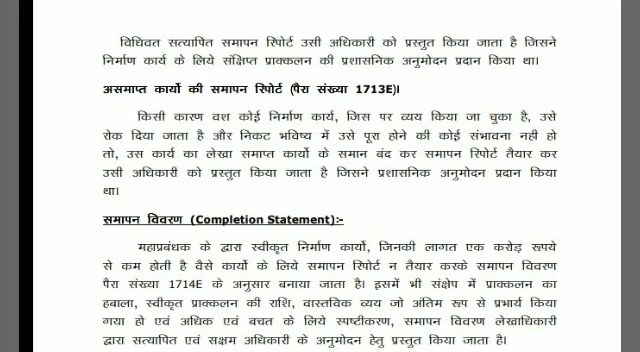 विधिवत सत्यापित समापन रिपोर्ट उसी अधिकारी को प्रस्तुत किया जाता है जिसने
निर्माण कार्य के लिये संक्षिप्त प्राक्कलन की प्रशासनिक अनुमोदन प्रदान किया था।
असमाप्त कार्यो की समापन रिपोर्ट (पैरा संख्या 1713E)।
किसी कारण वश कोई निर्माण कार्य, जिस पर व्यय किया जा चुका है, उसे
रोक दिया जाता है और निकट भविष्य में उसे पूरा होने की कोई संभावना नही हो
तो, उस कार्य का लेखा समाप्त कार्यो के समान बंद कर समापन रिपोर्ट तैयार कर
उसी अधिकारी को प्रस्तुत किया जाता है जिसने प्रशासनिक अनुमोदन प्रदान किया
था।
समापन विवरण (Completion Statement):-
महाप्रबंधक के द्वारा स्वीकृत निर्माण कार्यो, जिनकी लागत एक करोड़ रूपये
से कम होती है वैसे कार्यो के लिये समापन रिपोर्ट न तैयार करके समापन विवरण
पैरा संख्या 1714E के अनुसार बनाया जाता है। इसमें भी संक्षेप में प्राक्कलन का
हबाला, स्वीकृत प्राक्कलन की राशि, वास्तविक व्यय जो अंतिम रूप से प्रभार्य किया
गया हो एवं अधिक एवं बचत के लिये स्पष्टीकरण, समापन विवरण लेखाधिकारी
द्वारा सत्यापित एवं सक्षम अधिकारी के अनुमोदन हेतु प्रस्तुत किया जाता है।